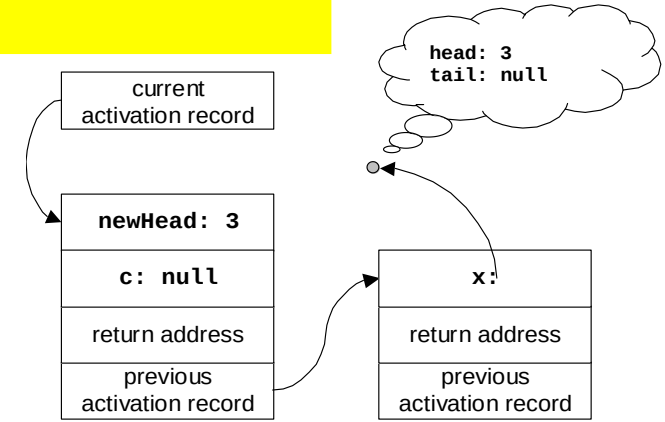 head: 3
tail: null
current
activation record
newHead: 3
c: null
return address
previous
activation record
x:
return address
previous
activation record